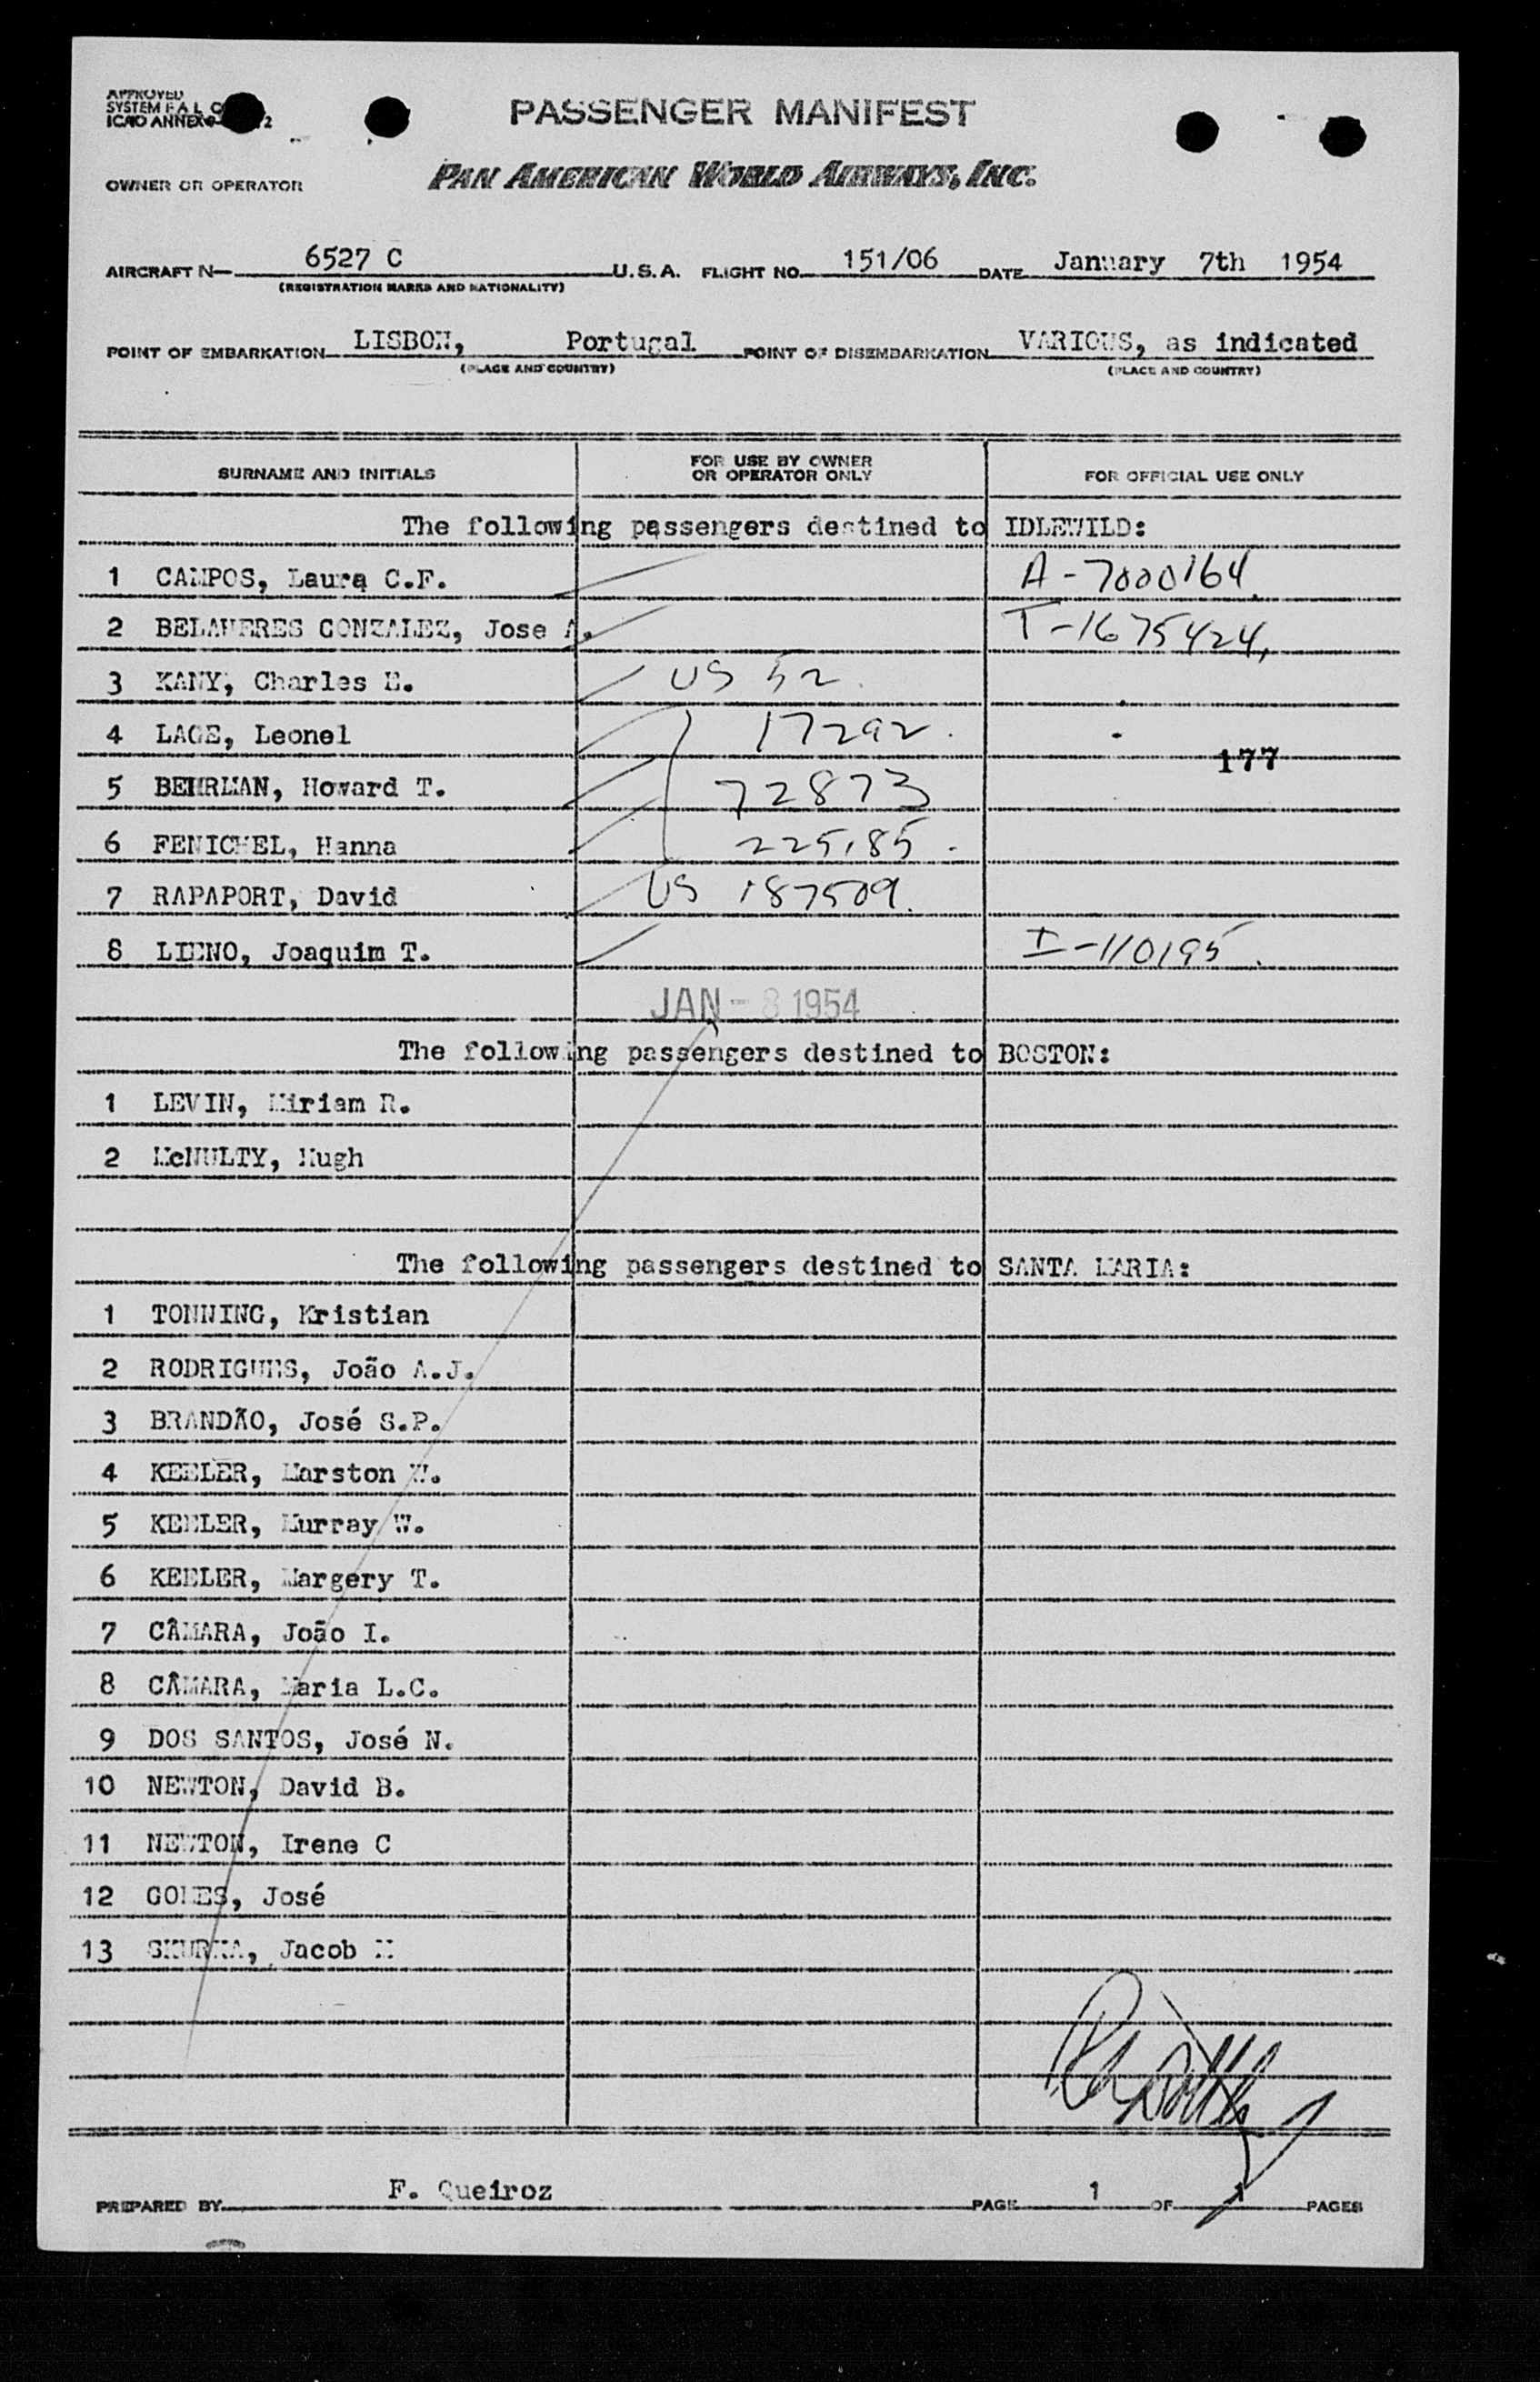 APPROVED
SYSTEM F A L
ICAO ANNEX 2
PASSENGER MANIFEST
OWNER OR OPERATOR PAN AMERICAN WORLD AIRWAYS, INC.
AIRCRAFT N— 6527 C U.S.A. FLIGHT NO. 151/06 DATE January 7th 1954
(REGISTRATION MARKS AND NATIONALITY)
POINT OF EMBARKATION LISBON, Portugal POINT OF DISEMBARKATION VARIOUS, as indicated
(PLACE AND COUNTRY) (PLACE AND COUNTRY)
SURNAME AND INITIALS FOR USE BY OWNER OR OPERATOR ONLY FOR OFFICIAL USE ONLY
The following passengers destined to IDLEWILD:
1 CAMPOS, Laura C.F. A-7000164
2 GONZALEZ, Jose A. T-1675424,
3 KANY, Charles E. US 52
4 LAGE, Leonel 17292
177
5 BEHRMAN, Howard T. 72873
6 FENICHEL, Hanna 225185
7 RAPAPORT, David US 187509
8 LIENO, Joaquim T. I-110195
JAN - 8 1954
The following passengers destined to BOSTON:
1 LEVIN, Miriam R.
2 McNULTY, Hugh
The following passengers destined to SANTA MARIA:
1 TONNING, Kristian
2 RODRIGUES, João A.J.
3 BRANDÃO, José S.P.
4 KEELER, Marston W.
5 KEELER, Murray W.
6 KEELER, Margery T.
7 CÂMARA, João I.
8 CÂMARA, Maria L.C.
9 DOS SANTOS, José N.
10 NEWTON, David B.
11 NEWTON, Irene C
12 GOMES, José
13 SKURKA, Jacob M
PREPARED BY F. Queiroz PAGE 1 OF 1 PAGES